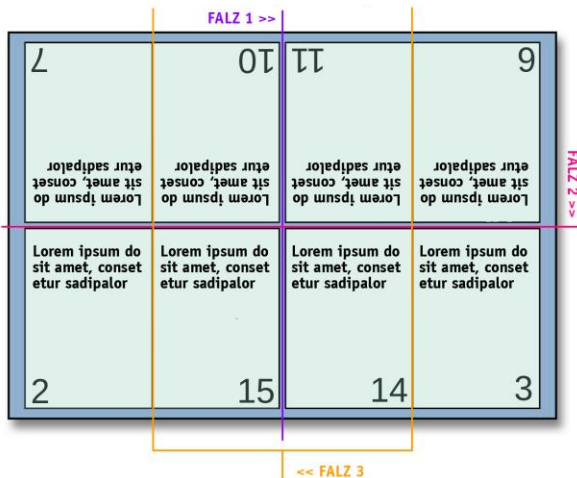 FALZ 1 >>
7
10
11
6
Lorem ipsum do
sit amet, conset
etur sadipalor
Lorem ipsum do
sit amet, conset
etur sadipalor
Lorem ipsum do
sit amet, conset
etur sadipalor
Lorem ipsum do
sit amet, conset
etur sadipalor
FALZ 2 >>
Lorem ipsum do
sit amet, conset
etur sadipalor
2
Lorem ipsum do
sit amet, conset
etur sadipalor
15
Lorem ipsum do
sit amet, conset
etur sadipalor
14
Lorem ipsum do
sit amet, conset
etur sadipalor
3
<< FALZ 3